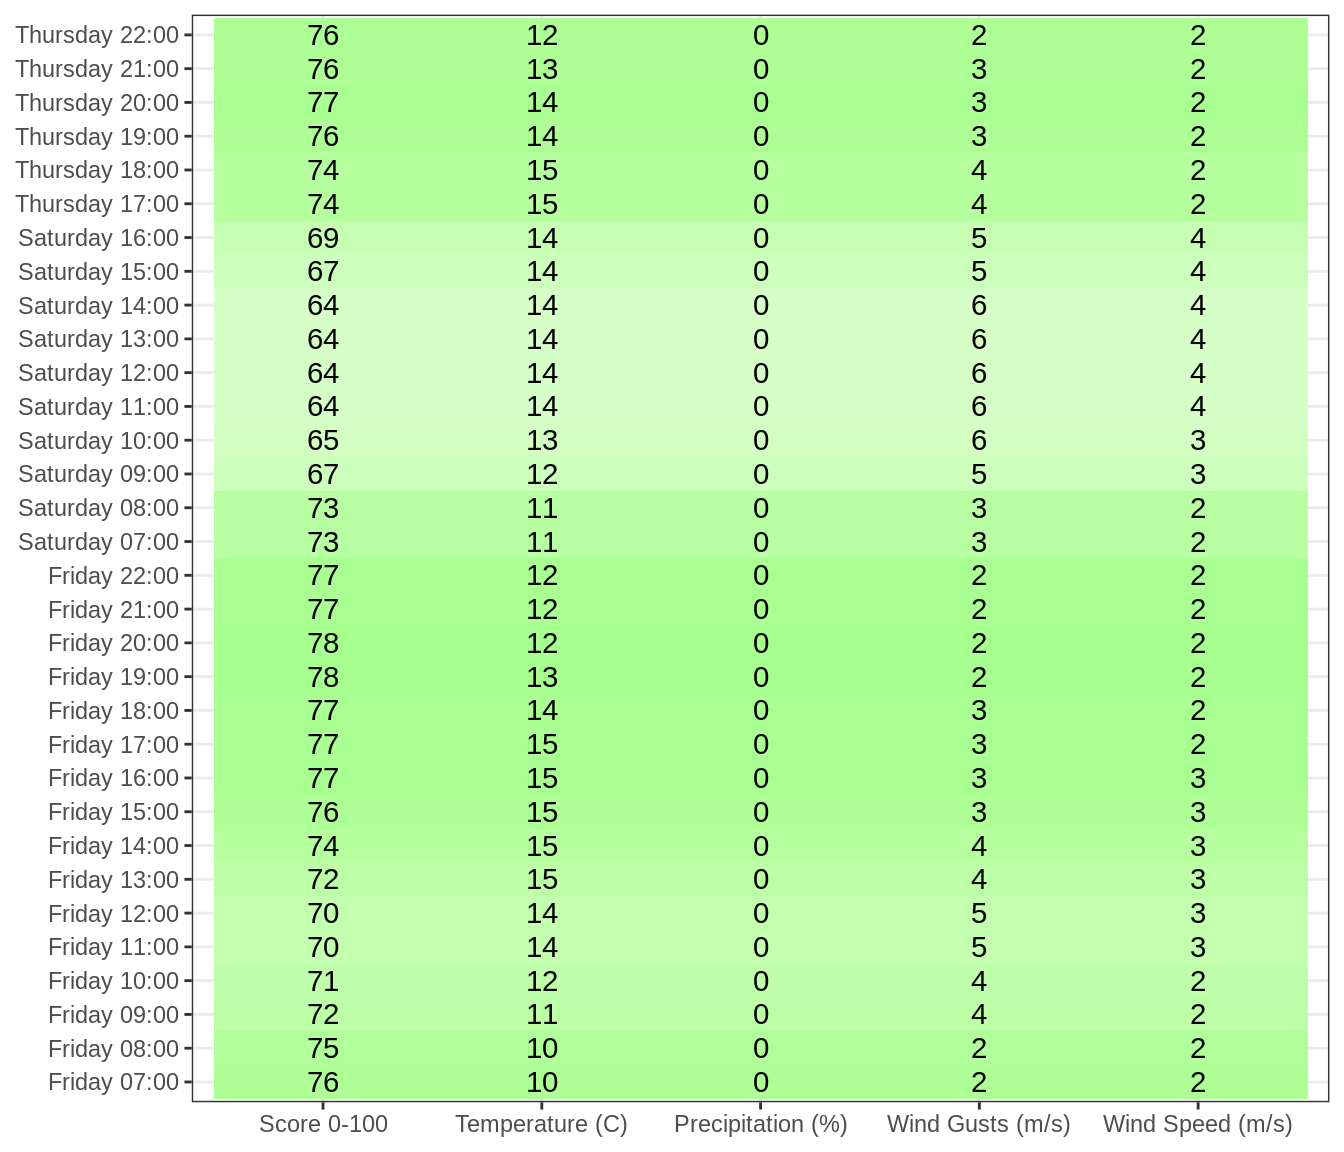 Thursday 22:00 76 12 0 2 2
Thursday 21:00 76 13 0 3 2
Thursday 20:00 77 14 0 3 2
Thursday 19:00 76 14 0 3 2
Thursday 18:00 74 15 0 4 2
Thursday 17:00 74 15 0 4 2
Saturday 16:00 69 14 0 5 4
Saturday 15:00 67 14 0 5 4
Saturday 14:00 64 14 0 6 4
Saturday 13:00 64 14 0 6 4
Saturday 12:00 64 14 0 6 4
Saturday 11:00 64 14 0 6 4
Saturday 10:00 65 13 0 6 3
Saturday 09:00 67 12 0 5 3
Saturday 08:00 73 11 0 3 2
Saturday 07:00 73 11 0 3 2
Friday 22:00 77 12 0 2 2
Friday 21:00 77 12 0 2 2
Friday 20:00 78 12 0 2 2
Friday 19:00 78 13 0 2 2
Friday 18:00 77 14 0 3 2
Friday 17:00 77 15 0 3 2
Friday 16:00 77 15 0 3 3
Friday 15:00 76 15 0 3 3
Friday 14:00 74 15 0 4 3
Friday 13:00 72 15 0 4 3
Friday 12:00 70 14 0 5 3
Friday 11:00 70 14 0 5 3
Friday 10:00 71 12 0 4 2
Friday 09:00 72 11 0 4 2
Friday 08:00 75 10 0 2 2
Friday 07:00 76 10 0 2 2
Score 0-100 Temperature (C) Precipitation (%) Wind Gusts (m/s) Wind Speed (m/s)